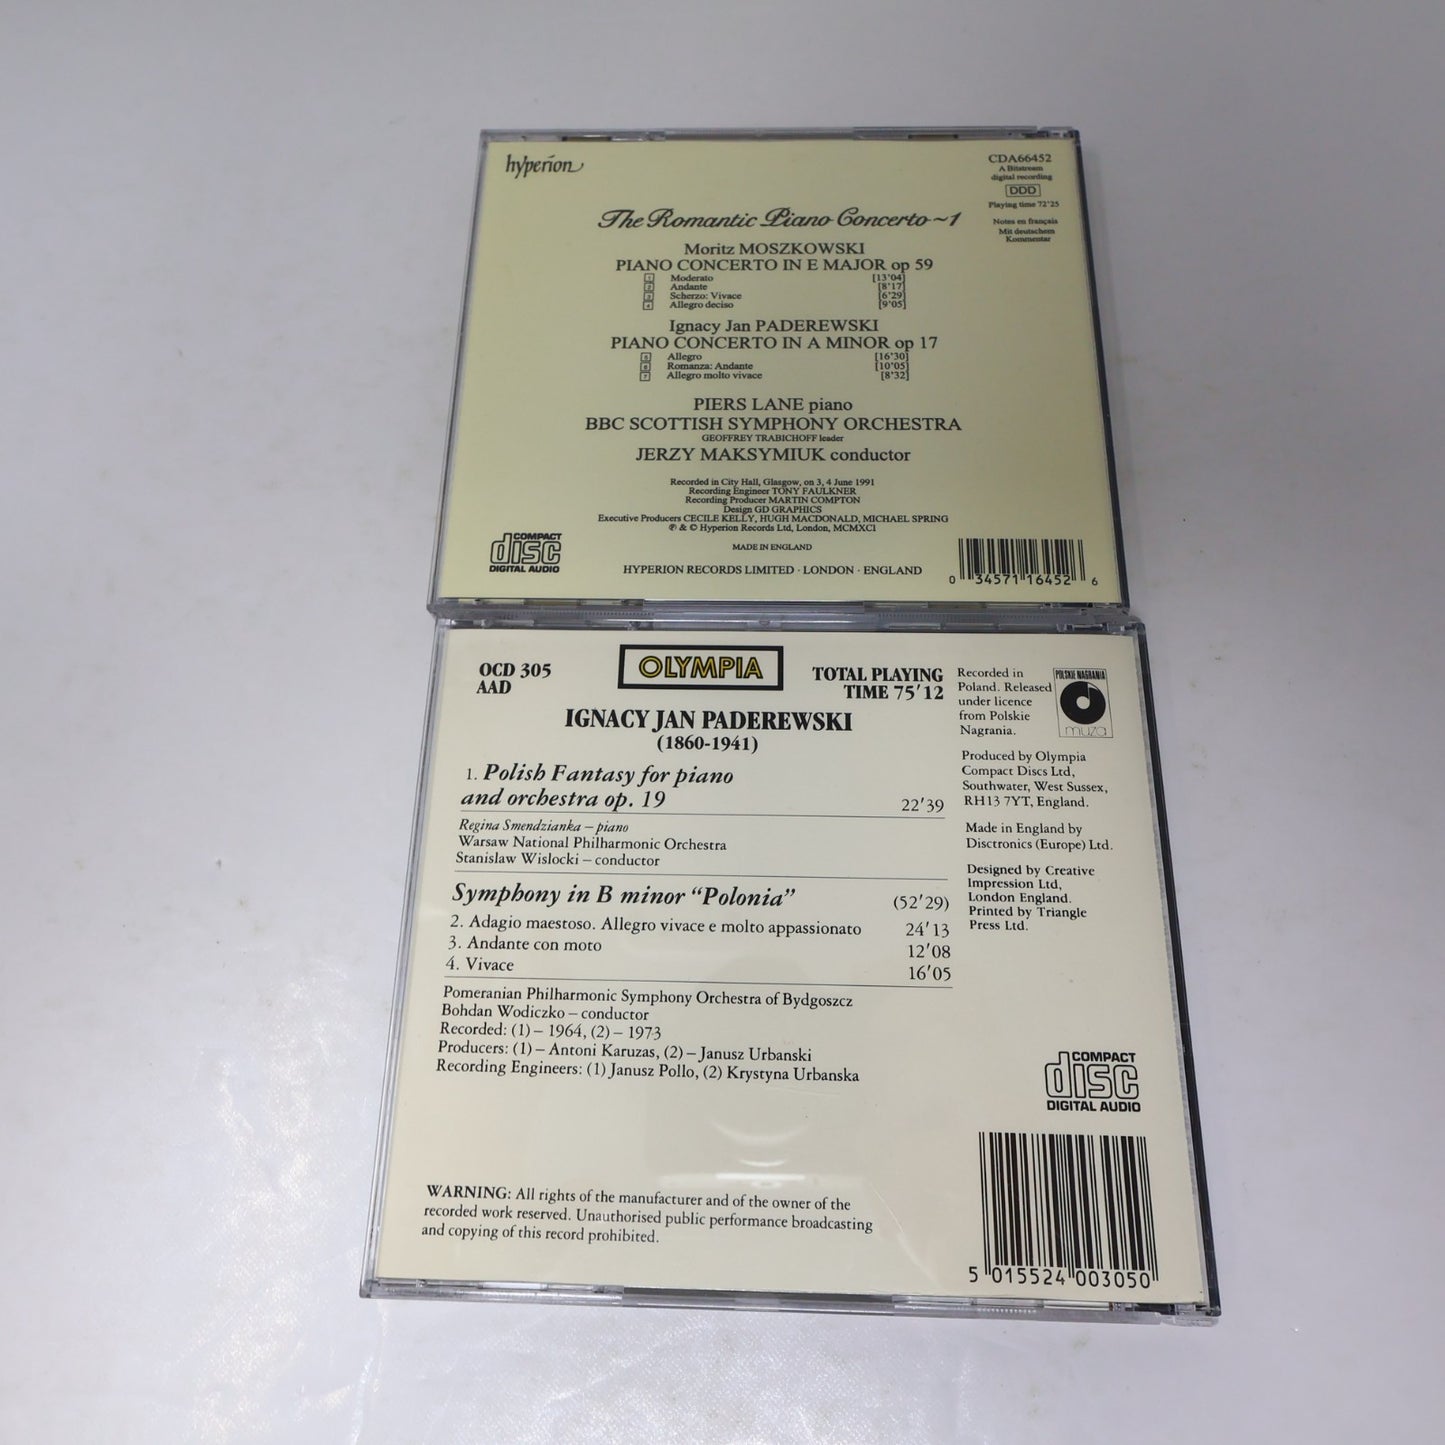 hyperion
CDA66452
A Bitstream
digital recording
DDD
Playing time 72'25
Notes en français
Mit deutschem
Kommentar
The Romantic Piano Concerto ~ 1
Moritz MOSZKOWSKI
PIANO CONCERTO IN E MAJOR op 59
1 Moderato [13'04]
2 Andante [8'17]
3 Scherzo: Vivace [6'29]
4 Allegro deciso [9'05]
Ignacy Jan PADEREWSKI
PIANO CONCERTO IN A MINOR op 17
5 Allegro [16'30]
6 Romanza: Andante [10'05]
7 Allegro molto vivace [8'32]
PIERS LANE piano
BBC SCOTTISH SYMPHONY ORCHESTRA
GEOFFREY TRABICHOFF leader
JERZY MAKSYMIUK conductor
Recorded in City Hall, Glasgow, on 3, 4 June 1991
Recording Engineer TONY FAULKNER
Recording Producer MARTIN COMPTON
Design GD GRAPHICS
Executive Producers CECILE KELLY, HUGH MACDONALD, MICHAEL SPRING
℗ & © Hyperion Records Ltd, London, MCMXCI
MADE IN ENGLAND
HYPERION RECORDS LIMITED · LONDON · ENGLAND
COMPACT
disc
DIGITAL AUDIO
0 34571 16452 6
OCD 305
AAD
OLYMPIA
TOTAL PLAYING
TIME 75'12
IGNACY JAN PADEREWSKI
(1860-1941)
1. Polish Fantasy for piano
and orchestra op. 19 22'39
Regina Smendzianka – piano
Warsaw National Philharmonic Orchestra
Stanislaw Wislocki – conductor
Symphony in B minor “Polonia” (52'29)
2. Adagio maestoso. Allegro vivace e molto appassionato 24'13
3. Andante con moto 12'08
4. Vivace 16'05
Pomeranian Philharmonic Symphony Orchestra of Bydgoszcz
Bohdan Wodiczko – conductor
Recorded: (1) – 1964, (2) – 1973
Producers: (1) – Antoni Karuzas, (2) – Janusz Urbanski
Recording Engineers: (1) Janusz Pollo, (2) Krystyna Urbanska
WARNING: All rights of the manufacturer and of the owner of the
recorded work reserved. Unauthorised public performance broadcasting
and copying of this record prohibited.
Recorded in
Poland. Released
under licence
from Polskie
Nagrania.
POLSKIE NAGRANIA
muza
Produced by Olympia
Compact Discs Ltd,
Southwater, West Sussex,
RH13 7YT, England.
Made in England by
Disctronics (Europe) Ltd.
Designed by Creative
Impression Ltd,
London England.
Printed by Triangle
Press Ltd.
COMPACT
disc
DIGITAL AUDIO
5 015524 003050